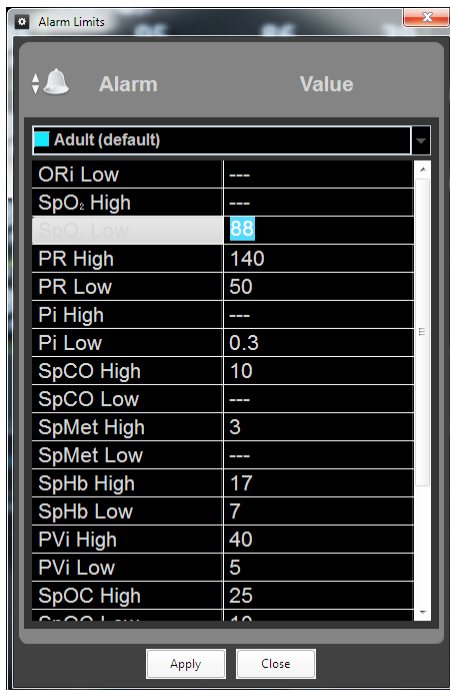 Alarm Limits
Alarm Value
Adult (default)
ORi Low ---
SpO₂ High ---
SpO₂ Low 88
PR High 140
PR Low 50
Pi High ---
Pi Low 0.3
SpCO High 10
SpCO Low ---
SpMet High 3
SpMet Low ---
SpHb High 17
SpHb Low 7
PVi High 40
PVi Low 5
SpOC High 25
Apply Close